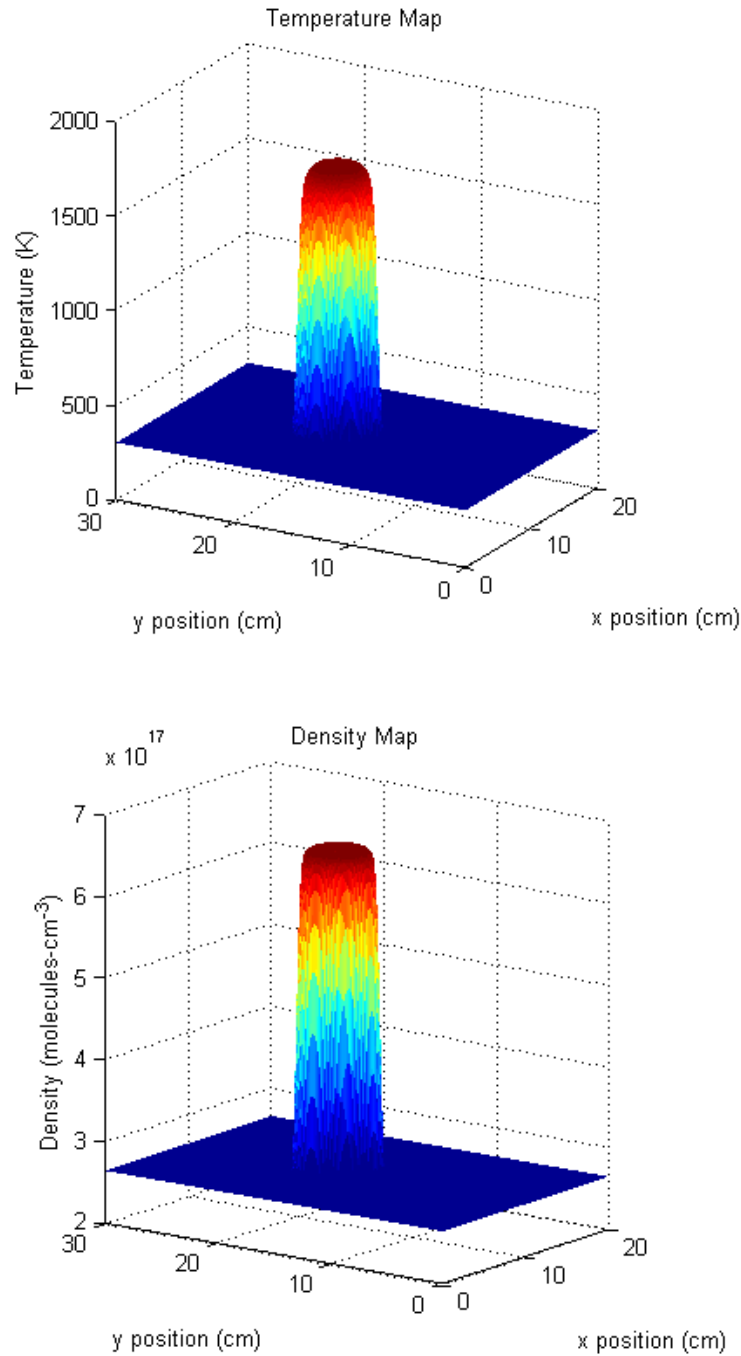 Temperature Map
2000
1500
1000
500
0
Temperature (K)
30
20
10
0
y position (cm)
0
10
20
x position (cm)
Density Map
x 10^17
7
6
5
4
3
2
Density (molecules-cm^-3)
30
20
10
0
y position (cm)
0
10
20
x position (cm)